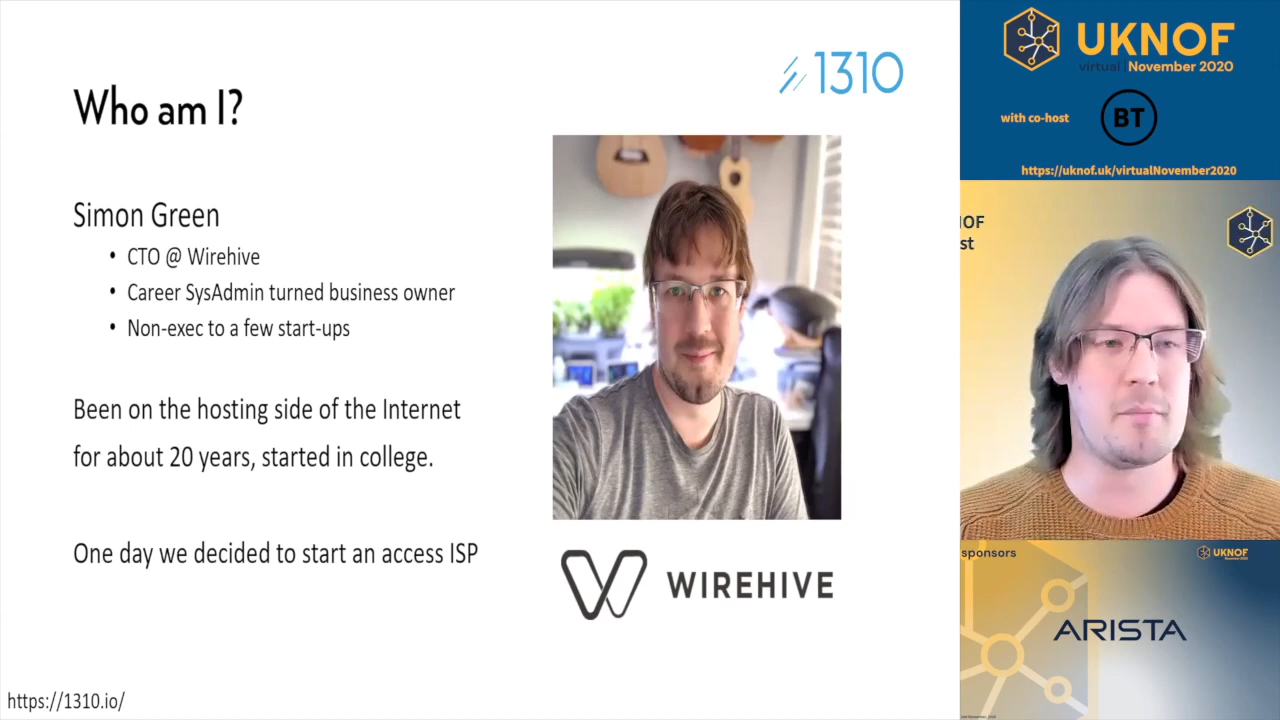 1310
Who am I?
Simon Green
• CTO @ Wirehive
• Career SysAdmin turned business owner
• Non-exec to a few start-ups
Been on the hosting side of the Internet
for about 20 years, started in college.
One day we decided to start an access ISP
WIREHIVE
https://1310.io/
UKNOF
virtual | November 2020
with co-host
BT
https://uknof.uk/virtualNovember2020
IOF
st
sponsors
UKNOF
ARISTA